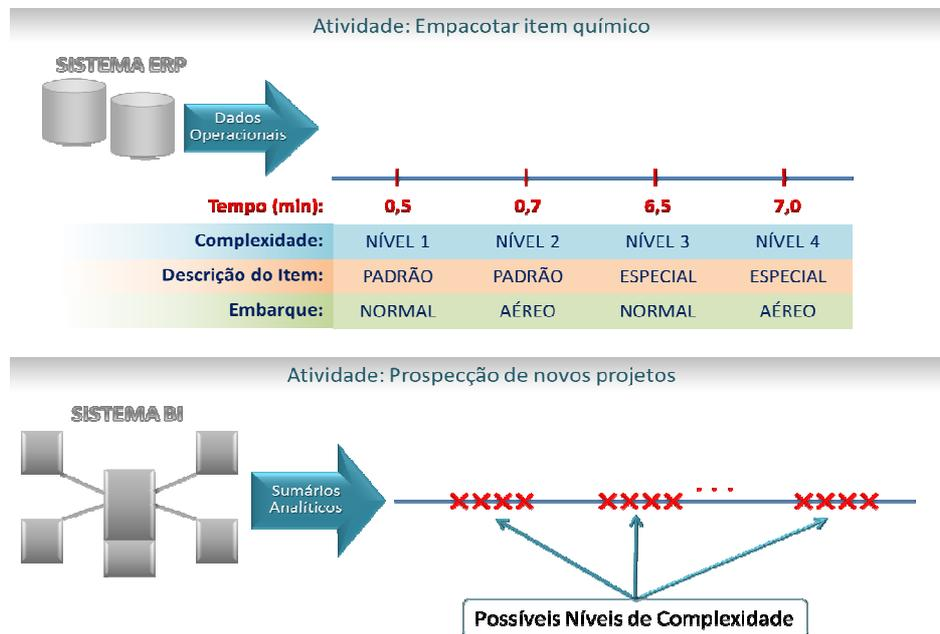 Atividade: Empacotar item químico
SISTEMA ERP
Dados
Operacionais
Tempo (min): 0,5 0,7 6,5 7,0
Complexidade: NÍVEL 1 NÍVEL 2 NÍVEL 3 NÍVEL 4
Descrição do Item: PADRÃO PADRÃO ESPECIAL ESPECIAL
Embarque: NORMAL AÉREO NORMAL AÉREO
Atividade: Prospecção de novos projetos
SISTEMA BI
Sumários
Analíticos
...
Possíveis Níveis de Complexidade